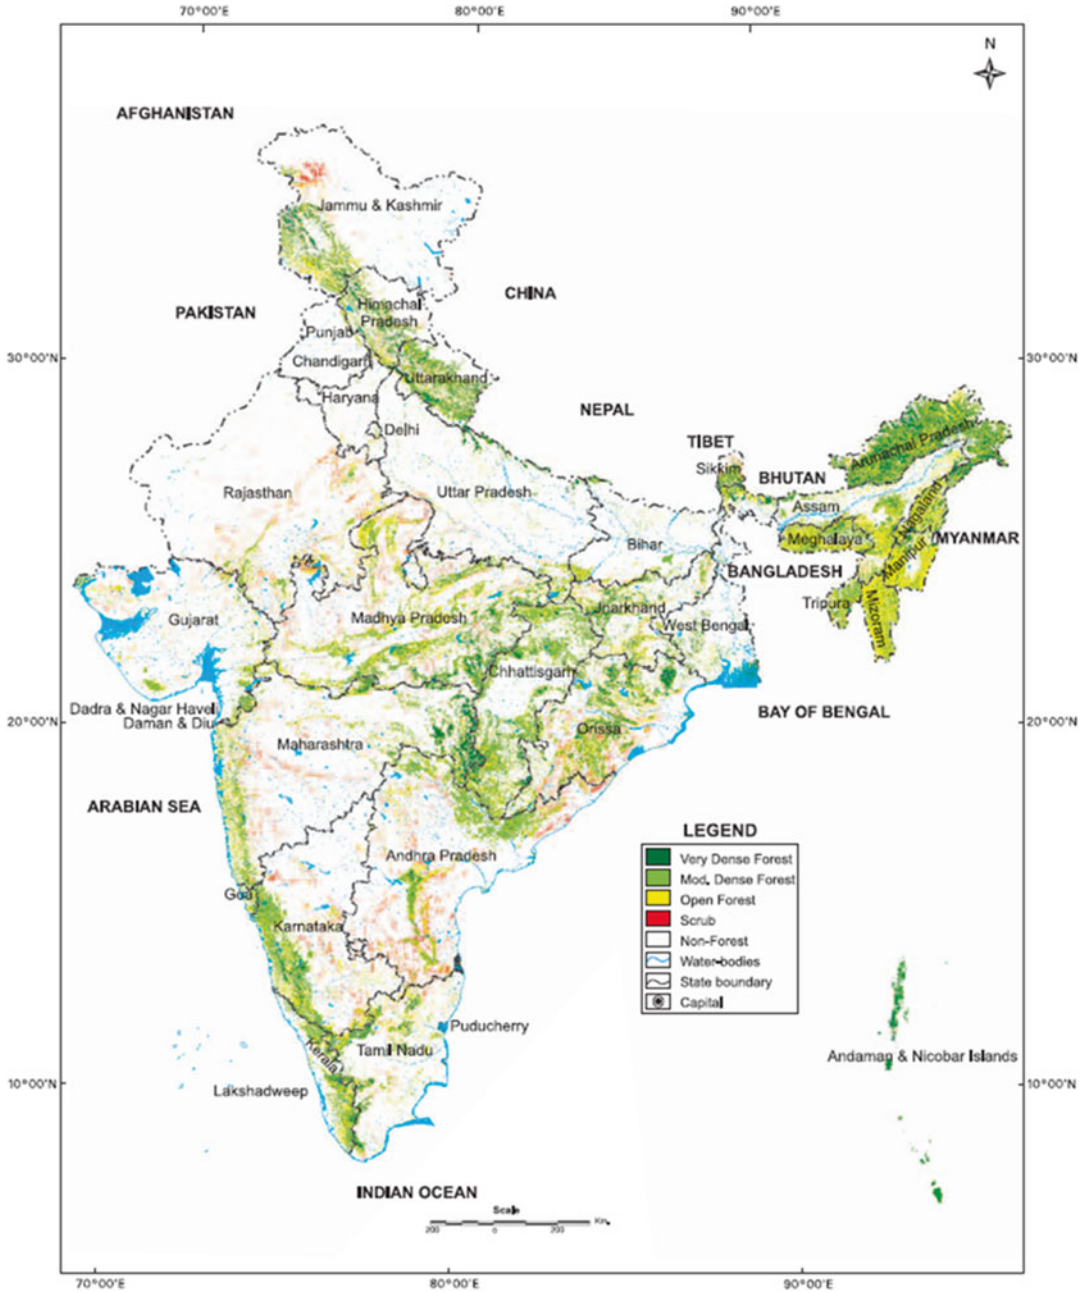 70°00'E 80°00'E 90°00'E
N
AFGHANISTAN
Jammu & Kashmir
CHINA
PAKISTAN
Himachal
Pradesh
Punjab
30°00'N
Chandigarh
30°00'N
Uttarakhand
Haryana
NEPAL
Delhi
TIBET
Arunachal Pradesh
Sikkim
BHUTAN
Rajasthan
Uttar Pradesh
Assam
Nagaland
Meghalaya
MYANMAR
Bihar
Manipur
BANGLADESH
Tripura
Jharkhand
Gujarat
Madhya Pradesh
West Bengal
Mizoram
Chhattisgarh
Dadra & Nagar Haveli
Daman & Diu
BAY OF BENGAL
20°00'N
20°00'N
Orissa
Maharashtra
ARABIAN SEA
LEGEND
Very Dense Forest
Mod. Dense Forest
Open Forest
Scrub
Non-Forest
Water-bodies
State boundary
Capital
Andhra Pradesh
Goa
Karnataka
Puducherry
Kerala
Tamil Nadu
Andaman & Nicobar Islands
10°00'N
Lakshadweep
10°00'N
INDIAN OCEAN
Scale
200 0 200 Km.
70°00'E 80°00'E 90°00'E